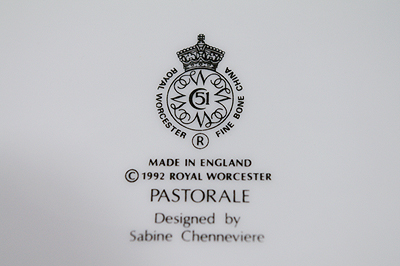 ROYAL WORCESTER FINE BONE CHINA
C 51
®
MADE IN ENGLAND
© 1992 ROYAL WORCESTER
PASTORALE
Designed by
Sabine Chenneviere